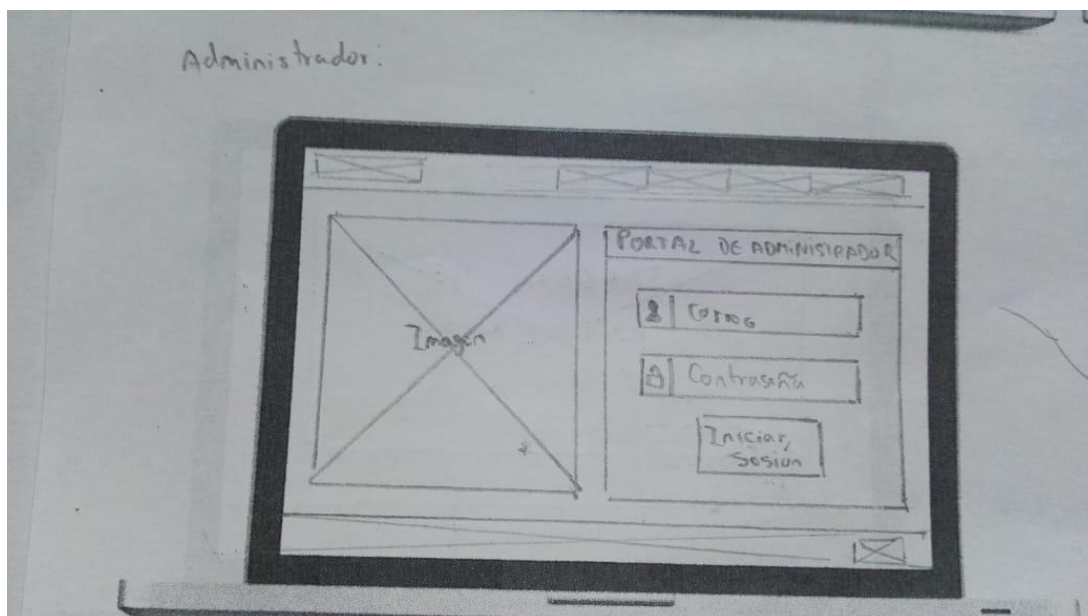 Administrador:
PORTAL DE ADMINISTRADOR
Imagen
Correo
Contraseña
Iniciar
Sesion